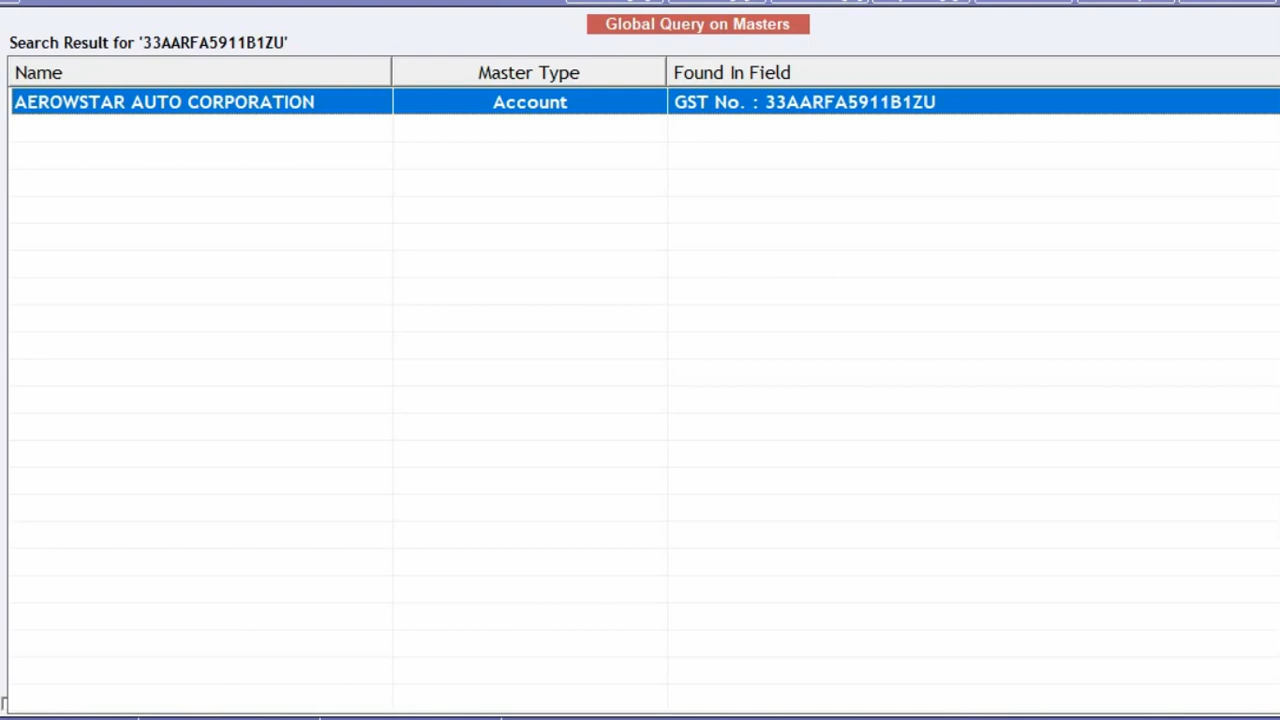 Global Query on Masters
Search Result for '33AARFA5911B1ZU'
Name Master Type Found In Field
AEROWSTAR AUTO CORPORATION Account GST No. : 33AARFA5911B1ZU